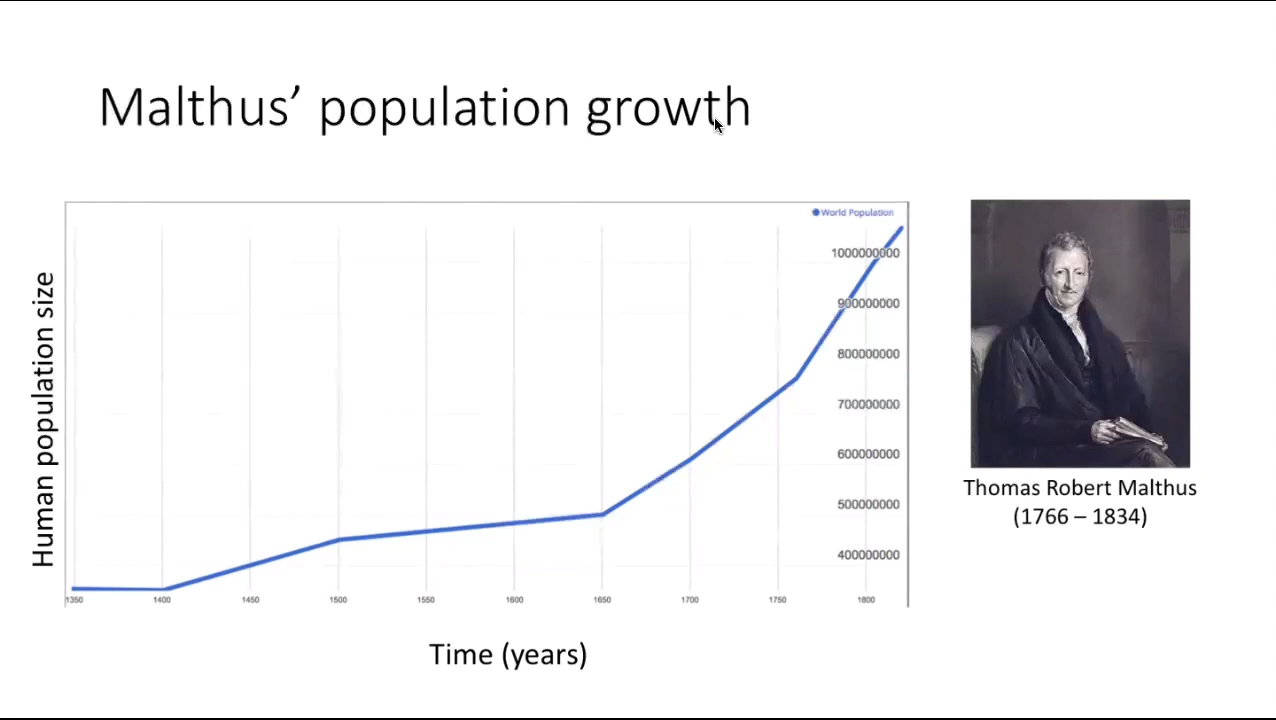 Malthus’ population growth
World Population
Human population size
1000000000
900000000
800000000
700000000
600000000
500000000
400000000
1350 1400 1450 1500 1550 1600 1650 1700 1750 1800
Time (years)
Thomas Robert Malthus
(1766 – 1834)